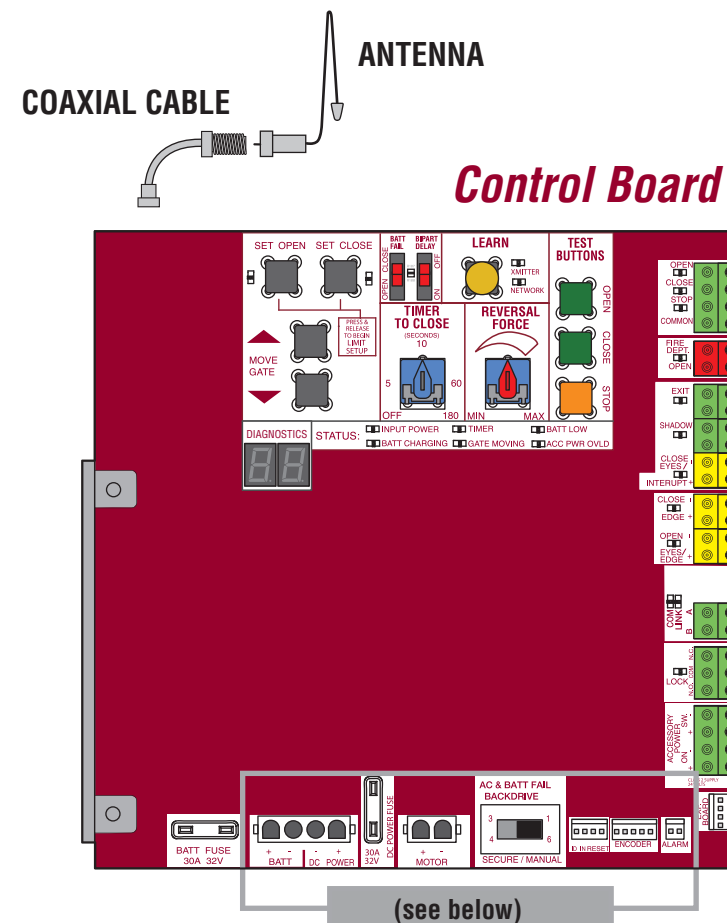 ANTENNA
COAXIAL CABLE
Control Board
SET OPEN SET CLOSE
PRESS &
RELEASE
TO BEGIN
LIMIT
SETUP
MOVE
GATE
BATT
FAIL
OPEN CLOSE
BIPART
DELAY
ON OFF
LEARN
XMITTER
NETWORK
TEST
BUTTONS
OPEN
CLOSE
STOP
TIMER
TO CLOSE
(SECONDS)
10
5 60
OFF 180
REVERSAL
FORCE
MIN MAX
DIAGNOSTICS
88
STATUS: INPUT POWER TIMER BATT LOW
BATT CHARGING GATE MOVING ACC PWR OVLD
OPEN
CLOSE
STOP
COMMON
FIRE
DEPT.
OPEN
EXIT
SHADOW
CLOSE -
EYES/
INTERUPT +
CLOSE -
EDGE +
OPEN -
EYES/
EDGE +
COM
LINK
A
B
LOCK
N.C.
COM
N.O.
ACCESSORY
POWER
SW.
- +
ON
- +
EXP.
BOARD
BATT FUSE
30A 32V
+ - - +
BATT DC POWER
DC POWER FUSE
30A
32V
+ -
MOTOR
AC & BATT FAIL
BACKDRIVE
3 1
4 6
SECURE / MANUAL
RESET
ENCODER
ALARM
(see below)